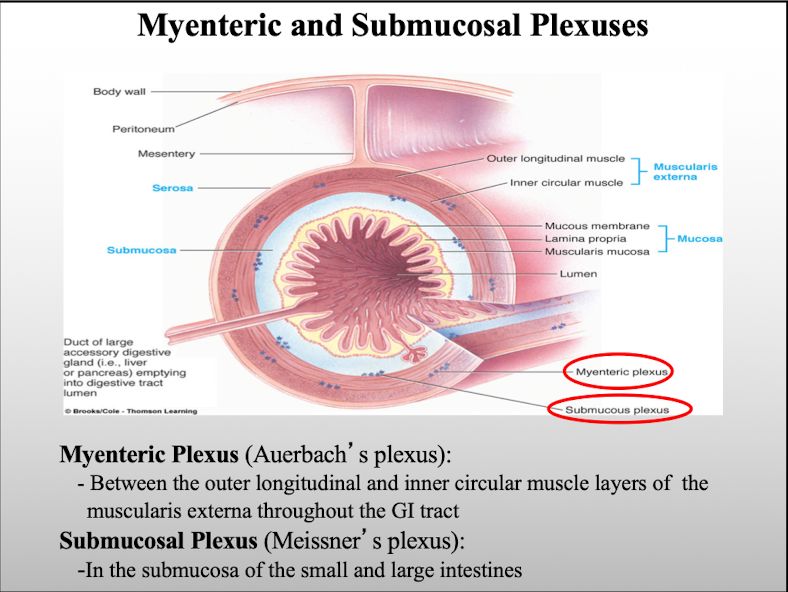 Myenteric and Submucosal Plexuses
Body wall
Peritoneum
Mesentery
Serosa
Submucosa
Outer longitudinal muscle
Inner circular muscle
Muscularis
externa
Mucous membrane
Lamina propria
Muscularis mucosa
Mucosa
Lumen
Duct of large
accessory digestive
gland (i.e., liver
or pancreas) emptying
into digestive tract
lumen
© Brooks/Cole - Thomson Learning
Myenteric plexus
Submucous plexus
Myenteric Plexus (Auerbach’s plexus):
- Between the outer longitudinal and inner circular muscle layers of the
muscularis externa throughout the GI tract
Submucosal Plexus (Meissner’s plexus):
-In the submucosa of the small and large intestines